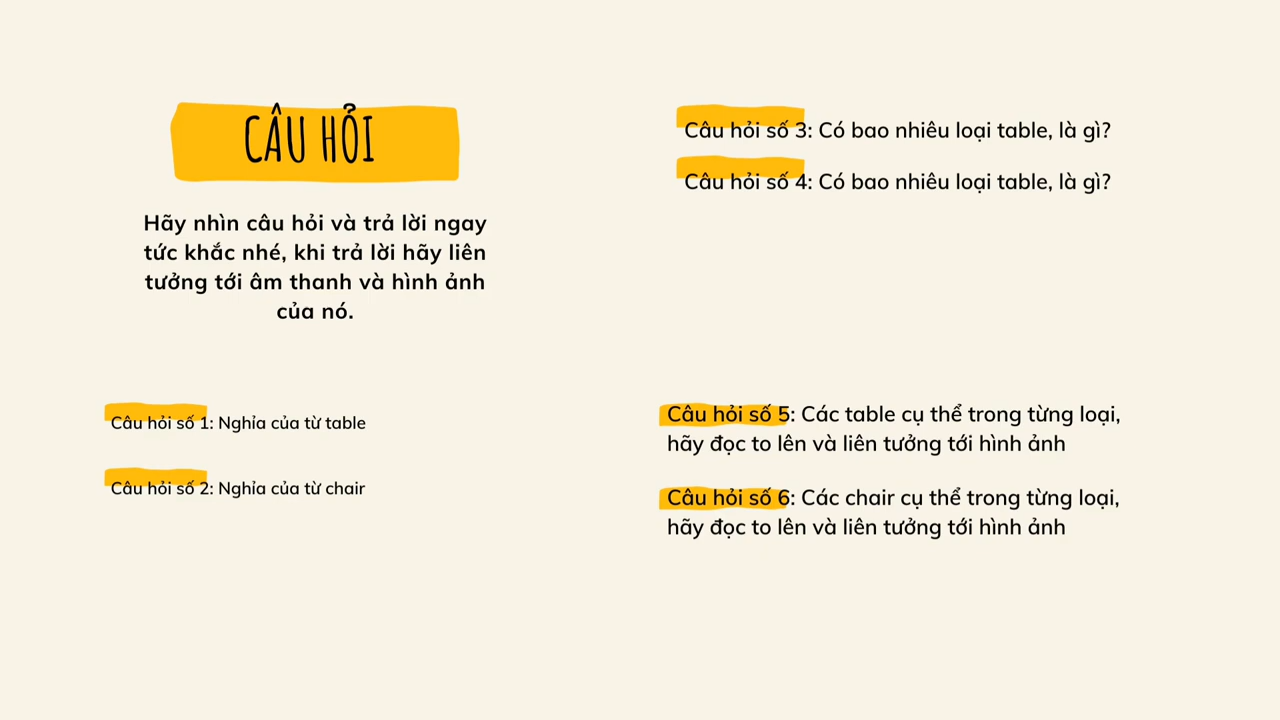 CÂU HỎI
Hãy nhìn câu hỏi và trả lời ngay
tức khắc nhé, khi trả lời hãy liên
tưởng tới âm thanh và hình ảnh
của nó.
Câu hỏi số 1: Nghỉa của từ table
Câu hỏi số 2: Nghỉa của từ chair
Câu hỏi số 3: Có bao nhiêu loại table, là gì?
Câu hỏi số 4: Có bao nhiêu loại table, là gì?
Câu hỏi số 5: Các table cụ thể trong từng loại,
hãy đọc to lên và liên tưởng tới hình ảnh
Câu hỏi số 6: Các chair cụ thể trong từng loại,
hãy đọc to lên và liên tưởng tới hình ảnh